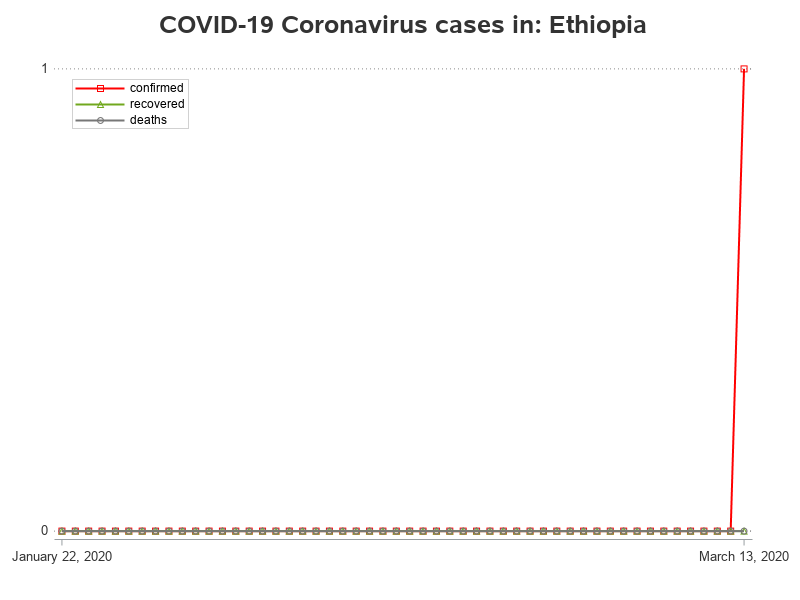 COVID-19 Coronavirus cases in: Ethiopia
1
confirmed
recovered
deaths
0
January 22, 2020 March 13, 2020